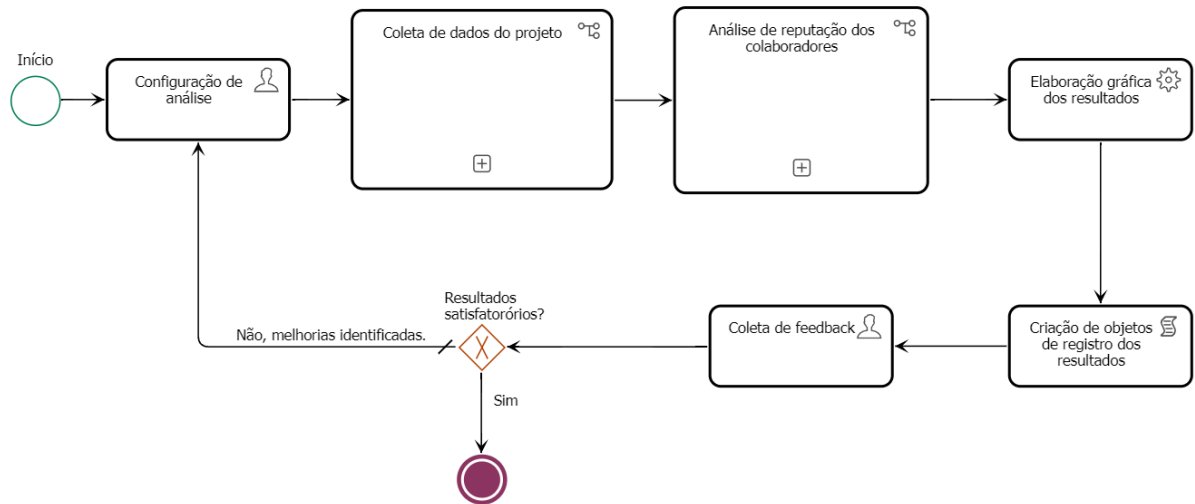 Início
Configuração de
análise
Coleta de dados do projeto
Análise de reputação dos
colaboradores
Elaboração gráfica
dos resultados
Criação de objetos
de registro dos
resultados
Coleta de feedback
Resultados
satisfatorórios?
Não, melhorias identificadas.
Sim